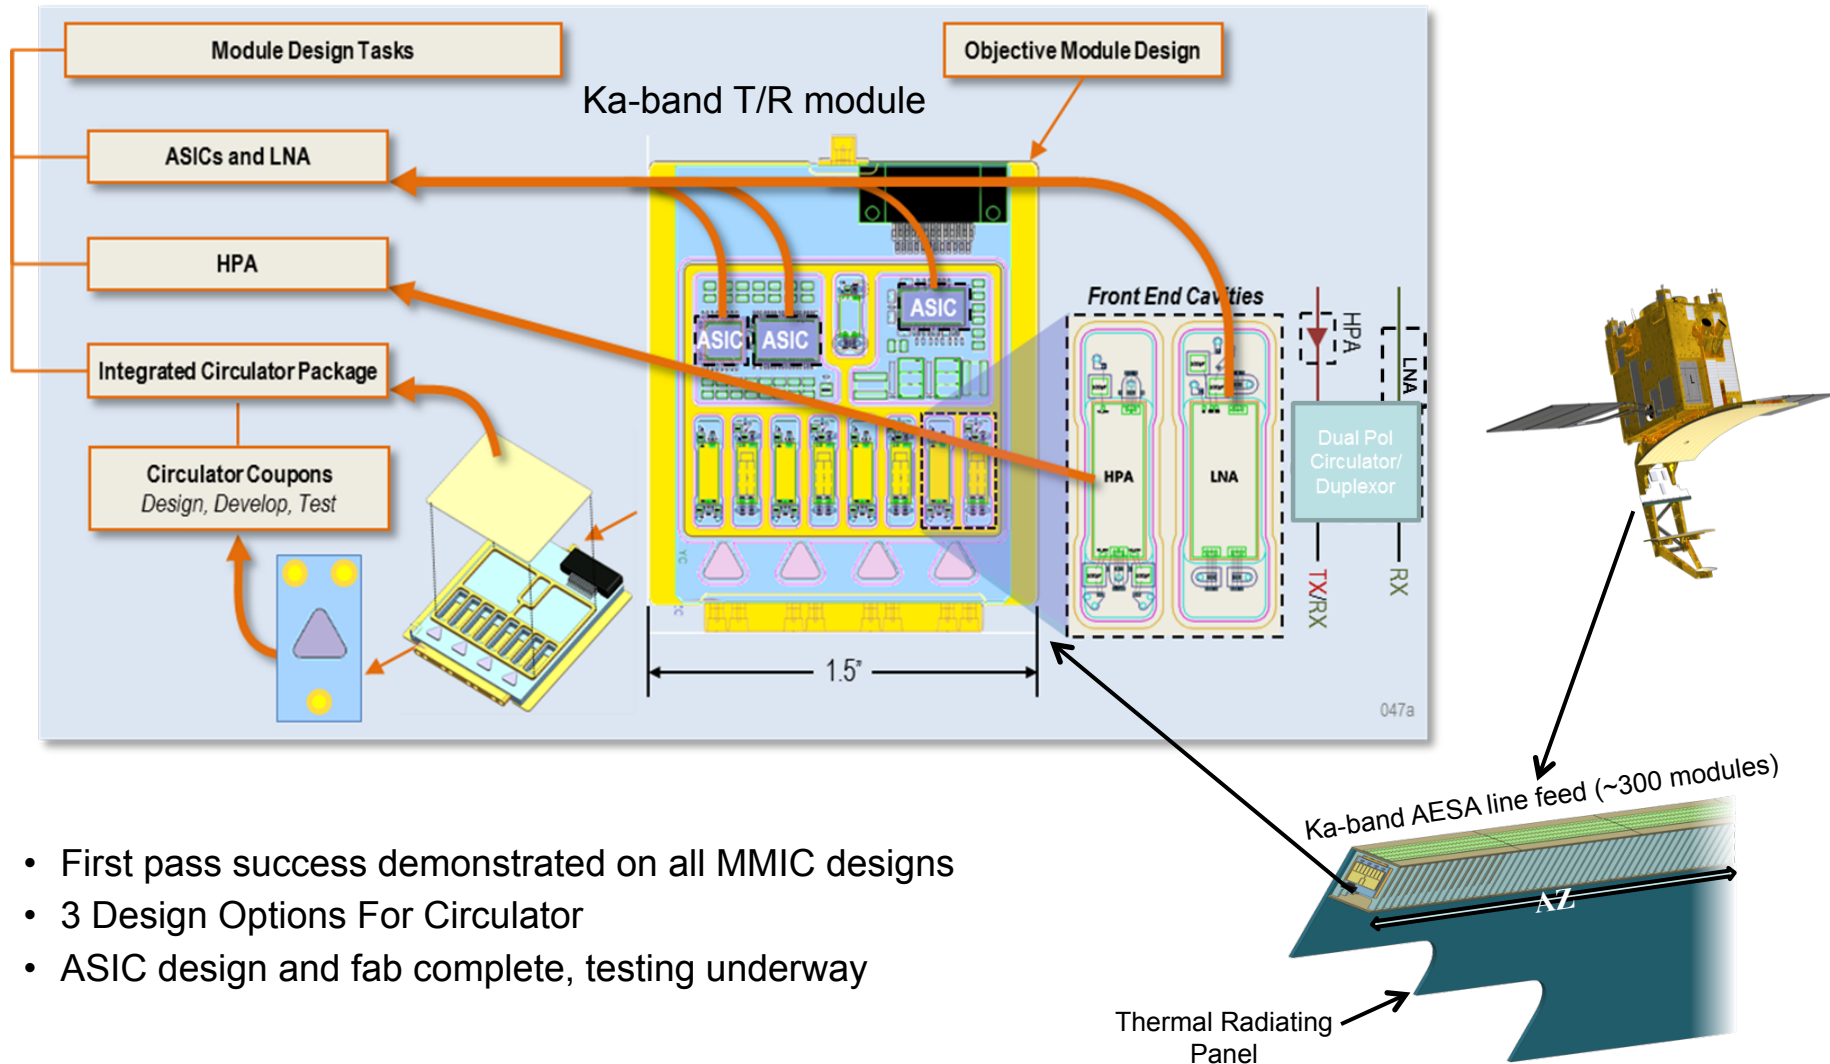 Module Design Tasks
Objective Module Design
Ka-band T/R module
ASICs and LNA
HPA
Integrated Circulator Package
Circulator Coupons
Design, Develop, Test
ASIC
ASIC
ASIC
Front End Cavities
HPA
LNA
HPA
LNA
Dual Pol
Circulator/
Duplexor
TX/RX
RX
1.5"
047a
Ka-band AESA line feed (~300 modules)
AZ
Thermal Radiating
Panel
• First pass success demonstrated on all MMIC designs
• 3 Design Options For Circulator
• ASIC design and fab complete, testing underway